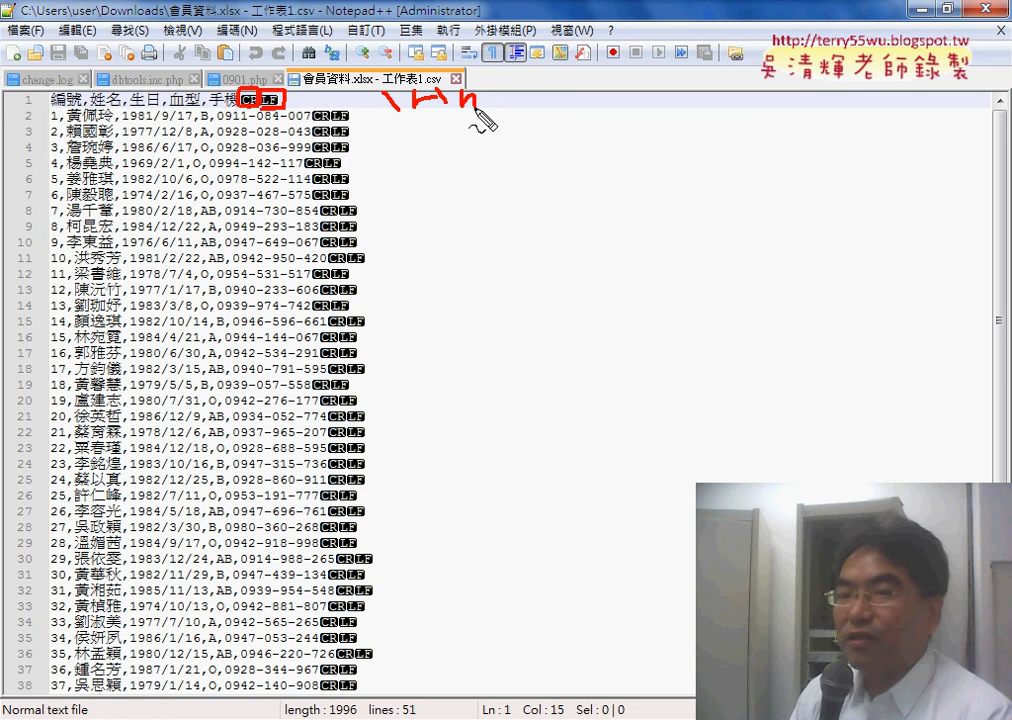 C:\Users\user\Downloads\會員資料.xlsx - 工作表1.csv - Notepad++ [Administrator]
檔案(F) 編輯(E) 尋找(S) 檢視(V) 編碼(N) 程式語言(L) 自訂(T) 巨集 執行 外掛模組(P) 視窗(W) ? X
http://terry55wu.blogspot.tw
吳清輝老師錄製
change.log dbtools.inc.php 0901.php 會員資料.xlsx - 工作表1.csv
1 編號,姓名,生日,血型,手機CRLF
2 1,黃佩玲,1981/9/17,B,0911-084-007CRLF
3 2,賴國彰,1977/12/8,A,0928-028-043CRLF
4 3,詹琬婷,1986/6/17,O,0928-036-999CRLF
5 4,楊堯典,1969/2/1,O,0994-142-117CRLF
6 5,姜雅琪,1982/10/6,O,0978-522-114CRLF
7 6,陳毅聰,1974/2/16,O,0937-467-575CRLF
8 7,湯千葦,1980/2/18,AB,0914-730-854CRLF
9 8,柯昆宏,1984/12/22,A,0949-293-183CRLF
10 9,李東益,1976/6/11,AB,0947-649-067CRLF
11 10,洪秀芳,1981/2/22,AB,0942-950-420CRLF
12 11,梁書維,1978/7/4,O,0954-531-517CRLF
13 12,陳沅竹,1977/1/17,B,0940-233-606CRLF
14 13,劉珈妤,1983/3/8,O,0939-974-742CRLF
15 14,顏逸琪,1982/10/14,B,0946-596-661CRLF
16 15,林宛霓,1984/4/21,A,0944-144-067CRLF
17 16,郭雅芬,1980/6/30,A,0942-534-291CRLF
18 17,方鈞儀,1982/3/15,AB,0940-791-595CRLF
19 18,黃馨慧,1979/5/5,B,0939-057-558CRLF
20 19,盧建志,1980/7/31,O,0942-276-177CRLF
21 20,徐英哲,1986/12/9,AB,0934-052-774CRLF
22 21,蔡育霖,1978/12/6,AB,0937-965-207CRLF
23 22,粟春瑾,1984/12/18,O,0928-688-595CRLF
24 23,李銘煌,1983/10/16,B,0947-315-736CRLF
25 24,蔡以真,1982/12/25,B,0928-860-911CRLF
26 25,許仁峰,1982/7/11,O,0953-191-777CRLF
27 26,李容光,1984/5/18,AB,0947-696-761CRLF
28 27,吳政穎,1982/3/30,B,0980-360-268CRLF
29 28,溫媚茜,1984/9/17,O,0942-918-998CRLF
30 29,張依雯,1983/12/24,AB,0914-988-265CRLF
31 30,黃華秋,1982/11/29,B,0947-439-134CRLF
32 31,黃湘茹,1985/11/13,AB,0939-954-548CRLF
33 32,黃楨雅,1974/10/13,O,0942-881-807CRLF
34 33,劉淑美,1977/7/10,AB,0942-565-265CRLF
35 34,侯妍夙,1986/1/16,A,0947-053-244CRLF
36 35,林孟穎,1980/12/15,AB,0946-220-726CRLF
37 36,鍾名芳,1987/1/21,O,0928-344-967CRLF
38 37,吳思穎,1979/1/14,O,0942-140-908CRLF
Normal text file length : 1996 lines : 51 Ln : 1 Col : 15 Sel : 0 | 0